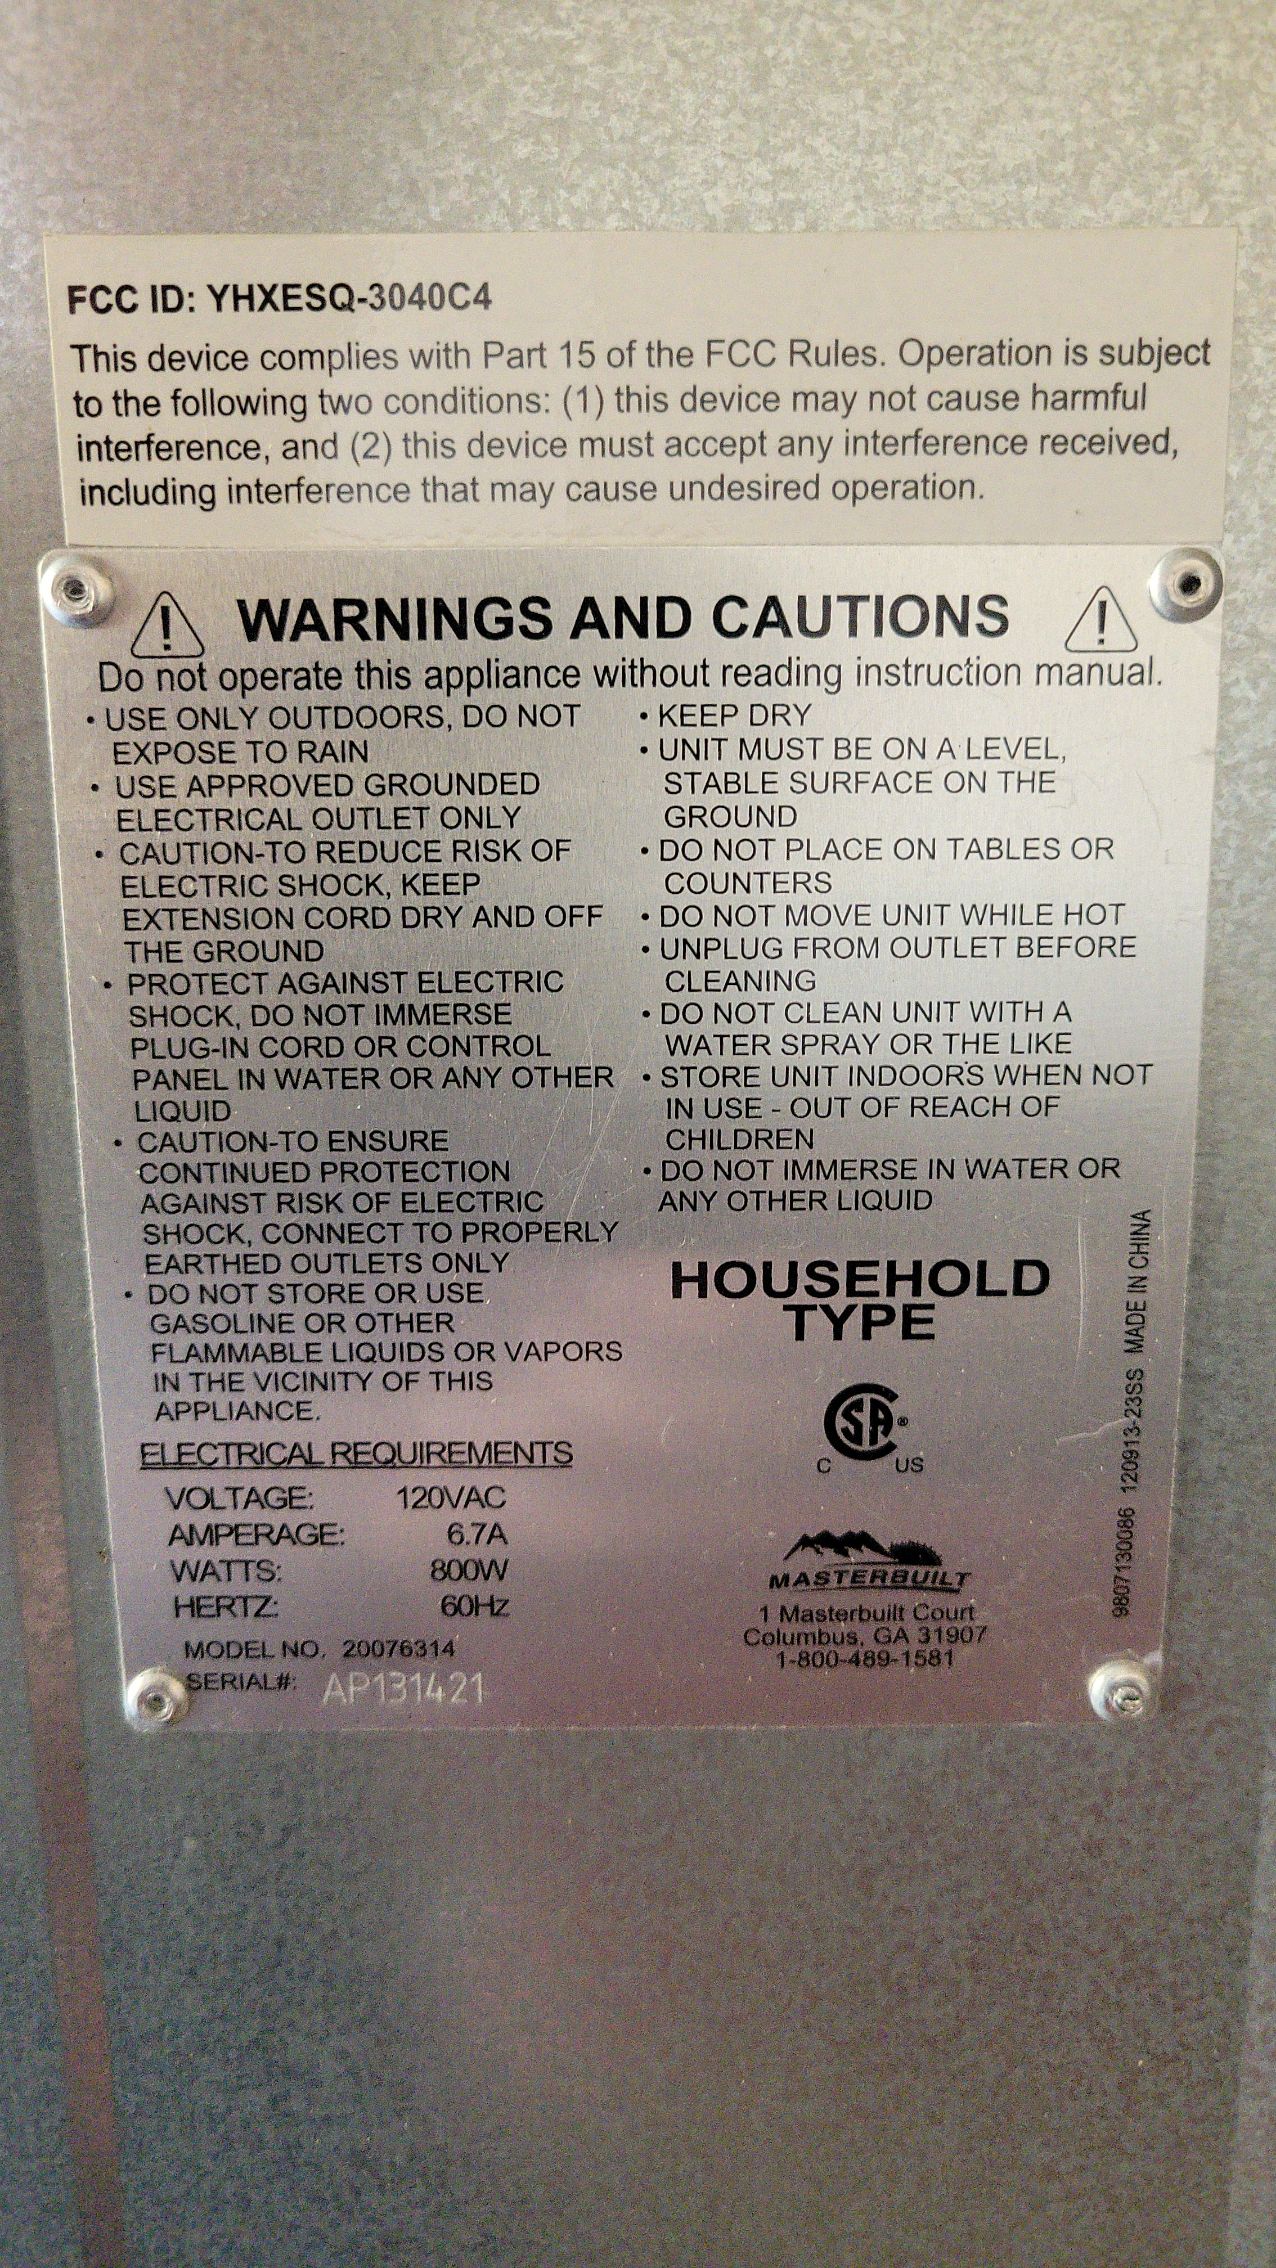 FCC ID: YHXESQ-3040C4
This device complies with Part 15 of the FCC Rules. Operation is subject
to the following two conditions: (1) this device may not cause harmful
interference, and (2) this device must accept any interference received,
including interference that may cause undesired operation.
WARNINGS AND CAUTIONS
Do not operate this appliance without reading instruction manual.
• USE ONLY OUTDOORS, DO NOT
EXPOSE TO RAIN
• USE APPROVED GROUNDED
ELECTRICAL OUTLET ONLY
• CAUTION-TO REDUCE RISK OF
ELECTRIC SHOCK, KEEP
EXTENSION CORD DRY AND OFF
THE GROUND
• PROTECT AGAINST ELECTRIC
SHOCK, DO NOT IMMERSE
PLUG-IN CORD OR CONTROL
PANEL IN WATER OR ANY OTHER
LIQUID
• CAUTION-TO ENSURE
CONTINUED PROTECTION
AGAINST RISK OF ELECTRIC
SHOCK, CONNECT TO PROPERLY
EARTHED OUTLETS ONLY
• DO NOT STORE OR USE
GASOLINE OR OTHER
FLAMMABLE LIQUIDS OR VAPORS
IN THE VICINITY OF THIS
APPLIANCE.
ELECTRICAL REQUIREMENTS
VOLTAGE: 120VAC
AMPERAGE: 6.7A
WATTS: 800W
HERTZ: 60Hz
MODEL NO. 20076314
SERIAL#: AP131421
• KEEP DRY
• UNIT MUST BE ON A LEVEL,
STABLE SURFACE ON THE
GROUND
• DO NOT PLACE ON TABLES OR
COUNTERS
• DO NOT MOVE UNIT WHILE HOT
• UNPLUG FROM OUTLET BEFORE
CLEANING
• DO NOT CLEAN UNIT WITH A
WATER SPRAY OR THE LIKE
• STORE UNIT INDOORS WHEN NOT
IN USE - OUT OF REACH OF
CHILDREN
• DO NOT IMMERSE IN WATER OR
ANY OTHER LIQUID
HOUSEHOLD
TYPE
SA ®
C US
MASTERBUILT
1 Masterbuilt Court
Columbus, GA 31907
1-800-489-1581
9807130086 120913-23SS MADE IN CHINA